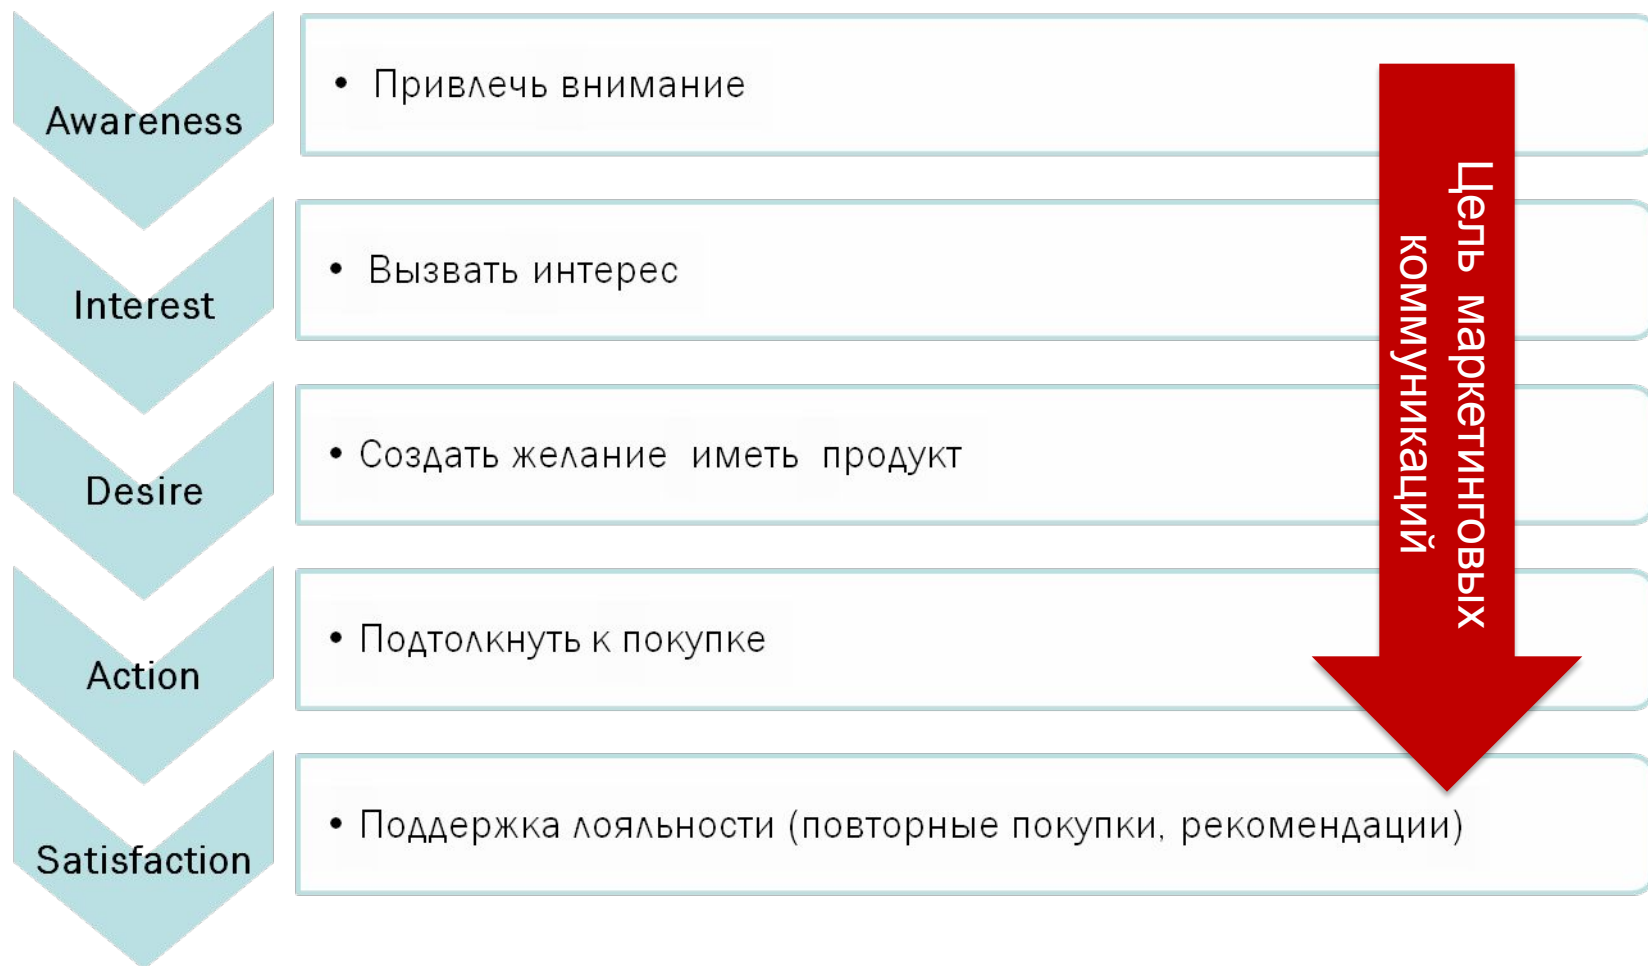 Awareness
• Привлечь внимание
Interest
• Вызвать интерес
Desire
• Создать желание иметь продукт
Action
• Подтолкнуть к покупке
Satisfaction
• Поддержка лояльности (повторные покупки, рекомендации)
Цель маркетинговых
коммуникаций